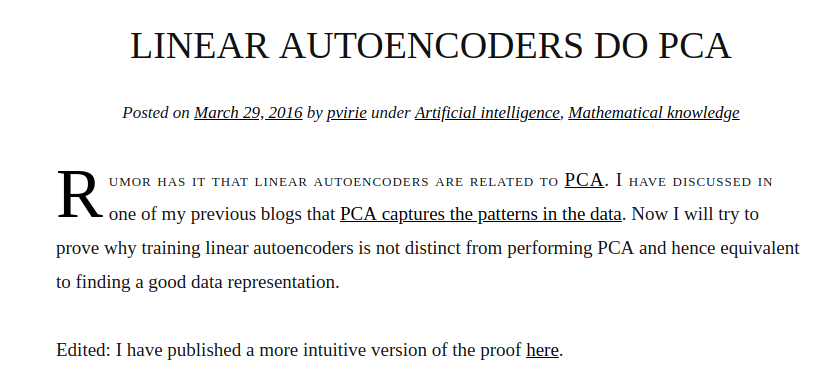 LINEAR AUTOENCODERS DO PCA
Posted on March 29, 2016 by pvirie under Artificial intelligence, Mathematical knowledge
RUMOR HAS IT THAT LINEAR AUTOENCODERS ARE RELATED TO PCA. I HAVE DISCUSSED IN
one of my previous blogs that PCA captures the patterns in the data. Now I will try to
prove why training linear autoencoders is not distinct from performing PCA and hence equivalent
to finding a good data representation.
Edited: I have published a more intuitive version of the proof here.